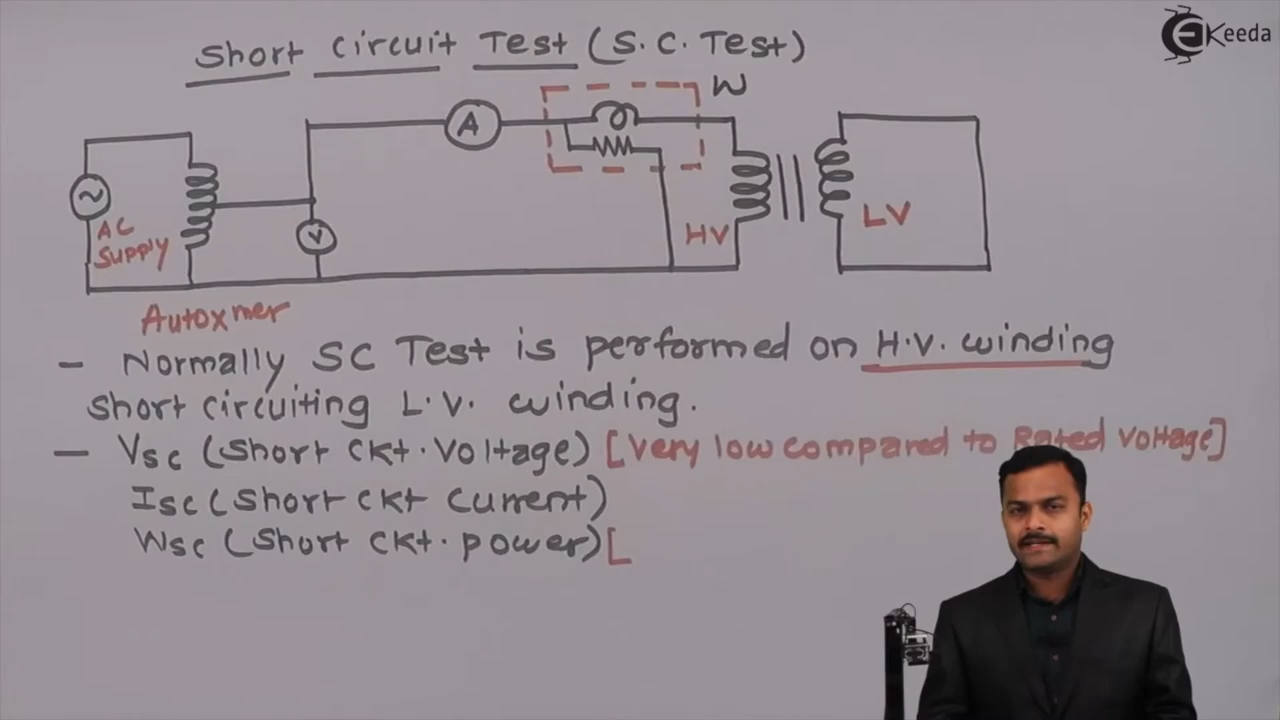 Short Circuit Test (S.C. Test)
Ekeeda
W
A
AC
Supply
V
HV
LV
Autoxmer
- Normally SC Test is performed on H.V. winding
short circuiting L.V. winding.
- Vsc (Short Ckt. Voltage) [Very low compared to Rated Voltage]
Isc (Short Ckt Current)
Wsc (Short Ckt. power) [